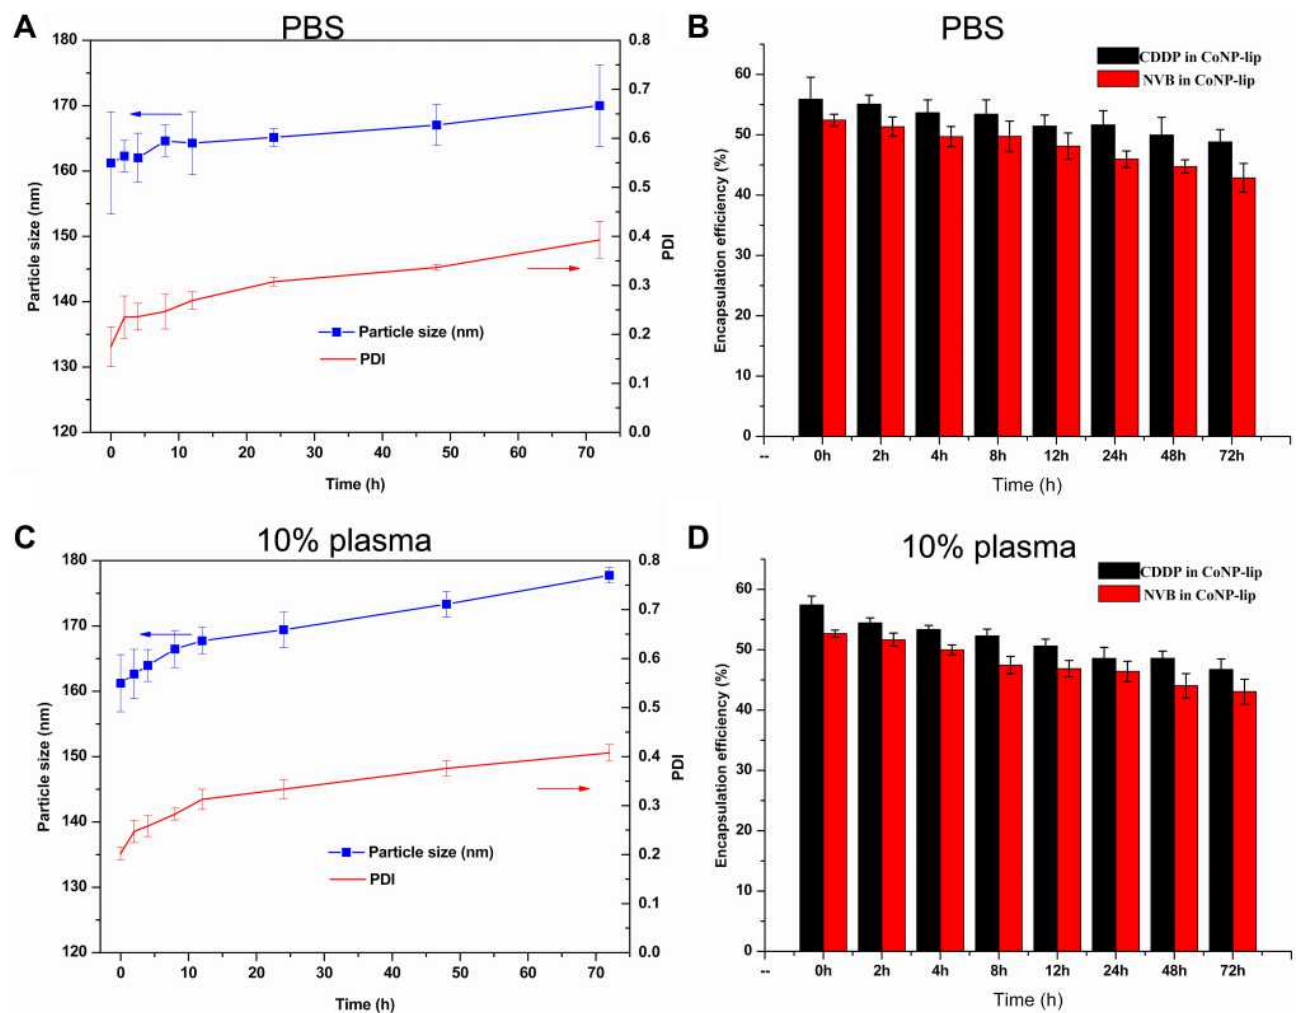 A
PBS
180
170
160
150
140
130
120
Particle size (nm)
0.8
0.7
0.6
0.5
0.4
0.3
0.2
0.1
0.0
PDI
Particle size (nm)
PDI
0 10 20 30 40 50 60 70
Time (h)
B
PBS
CDDP in CoNP-lip
NVB in CoNP-lip
60
50
40
30
20
10
0
Encapsulation efficiency (%)
-- 0h 2h 4h 8h 12h 24h 48h 72h
Time (h)
C
10% plasma
180
170
160
150
140
130
120
Particle size (nm)
0.8
0.7
0.6
0.5
0.4
0.3
0.2
0.1
0.0
PDI
Particle size (nm)
PDI
0 10 20 30 40 50 60 70
Time (h)
D
10% plasma
CDDP in CoNP-lip
NVB in CoNP-lip
60
50
40
30
20
10
0
Encapsulation efficiency (%)
-- 0h 2h 4h 8h 12h 24h 48h 72h
Time (h)